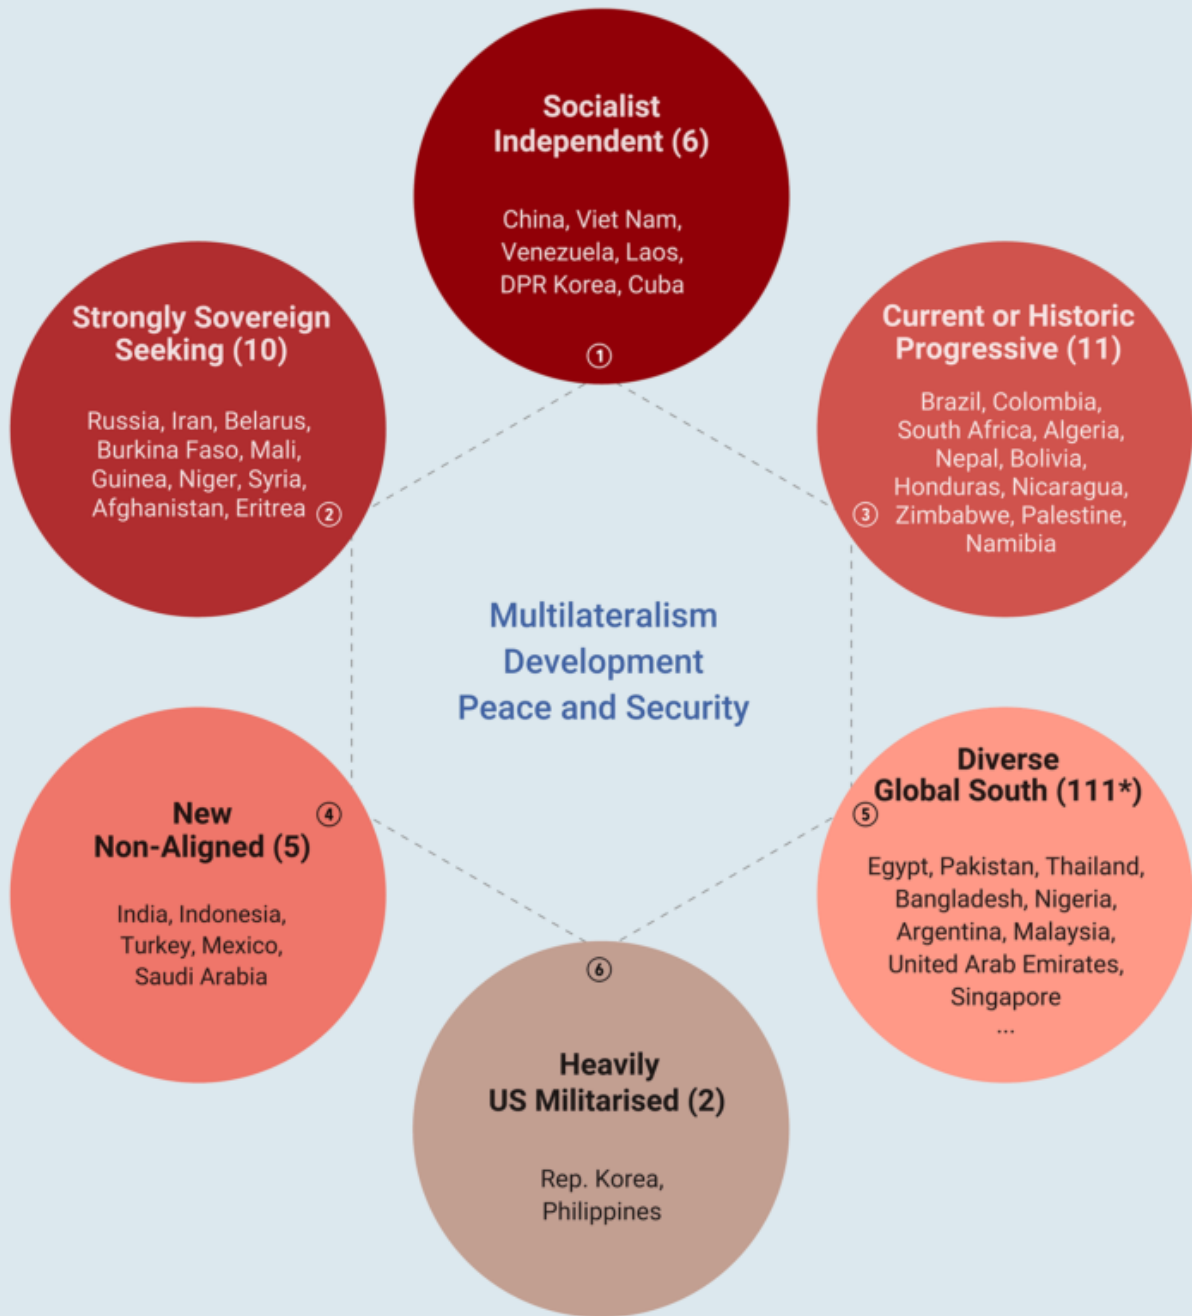 Socialist
Independent (6)
China, Viet Nam,
Venezuela, Laos,
DPR Korea, Cuba
①
Strongly Sovereign
Seeking (10)
Russia, Iran, Belarus,
Burkina Faso, Mali,
Guinea, Niger, Syria,
Afghanistan, Eritrea
②
Current or Historic
Progressive (11)
Brazil, Colombia,
South Africa, Algeria,
Nepal, Bolivia,
Honduras, Nicaragua,
Zimbabwe, Palestine,
Namibia
③
Multilateralism
Development
Peace and Security
New
Non-Aligned (5)
India, Indonesia,
Turkey, Mexico,
Saudi Arabia
④
Diverse
Global South (111*)
Egypt, Pakistan, Thailand,
Bangladesh, Nigeria,
Argentina, Malaysia,
United Arab Emirates,
Singapore
...
⑤
⑥
Heavily
US Militarised (2)
Rep. Korea,
Philippines